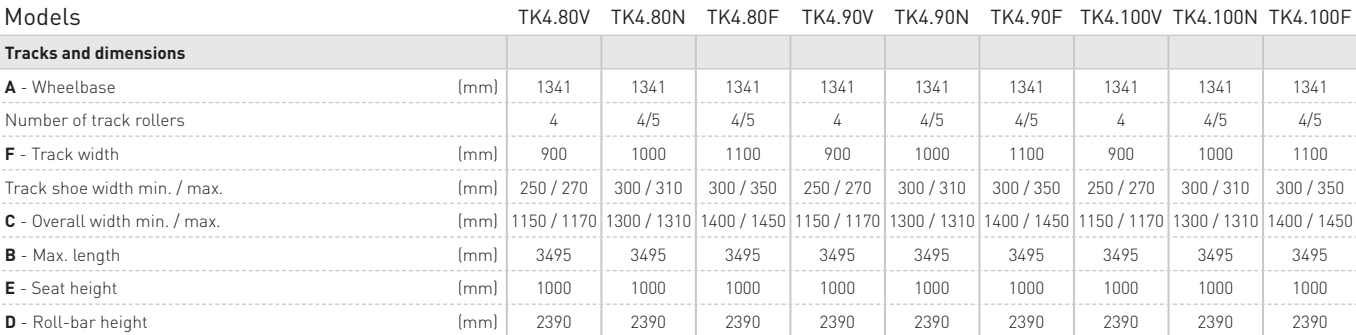 Models TK4.80V TK4.80N TK4.80F TK4.90V TK4.90N TK4.90F TK4.100V TK4.100N TK4.100F
Tracks and dimensions
A - Wheelbase (mm) 1341 1341 1341 1341 1341 1341 1341 1341 1341
Number of track rollers 4 4/5 4/5 4 4/5 4/5 4 4/5 4/5
F - Track width (mm) 900 1000 1100 900 1000 1100 900 1000 1100
Track shoe width min. / max. (mm) 250 / 270 300 / 310 300 / 350 250 / 270 300 / 310 300 / 350 250 / 270 300 / 310 300 / 350
C - Overall width min. / max. (mm) 1150 / 1170 1300 / 1310 1400 / 1450 1150 / 1170 1300 / 1310 1400 / 1450 1150 / 1170 1300 / 1310 1400 / 1450
B - Max. length (mm) 3495 3495 3495 3495 3495 3495 3495 3495 3495
E - Seat height (mm) 1000 1000 1000 1000 1000 1000 1000 1000 1000
D - Roll-bar height (mm) 2390 2390 2390 2390 2390 2390 2390 2390 2390